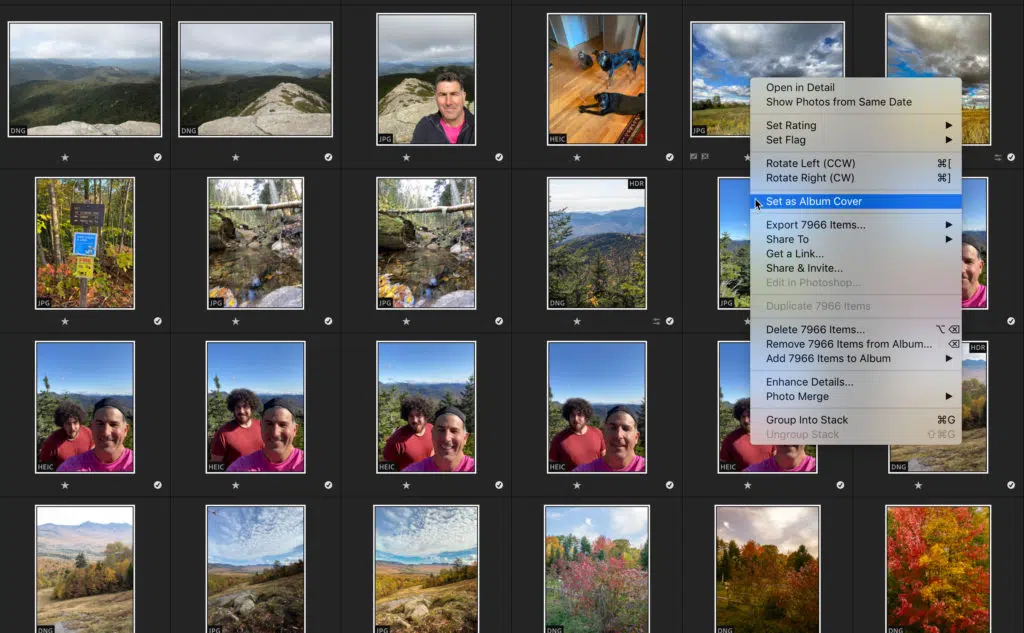 DNG
DNG
JPG
HEIC
JPG
Open in Detail
Show Photos from Same Date
Set Rating
Set Flag
Rotate Left (CCW) ⌘[
Rotate Right (CW) ⌘]
Set as Album Cover
Export 7966 Items...
Share To
Get a Link...
Share & Invite...
Edit in Photoshop...
Duplicate 7966 Items
Delete 7966 Items... ⌥⌫
Remove 7966 Items from Album... ⌫
Add 7966 Items to Album
Enhance Details...
Photo Merge
Group Into Stack ⌘G
Ungroup Stack ⇧⌘G
JPG
JPG
JPG
HDR
DNG
JPG
HEIC
HEIC
HEIC
HEIC
HEIC
HDR
DNG
DNG
JPG
JPG
DNG
DNG
DNG